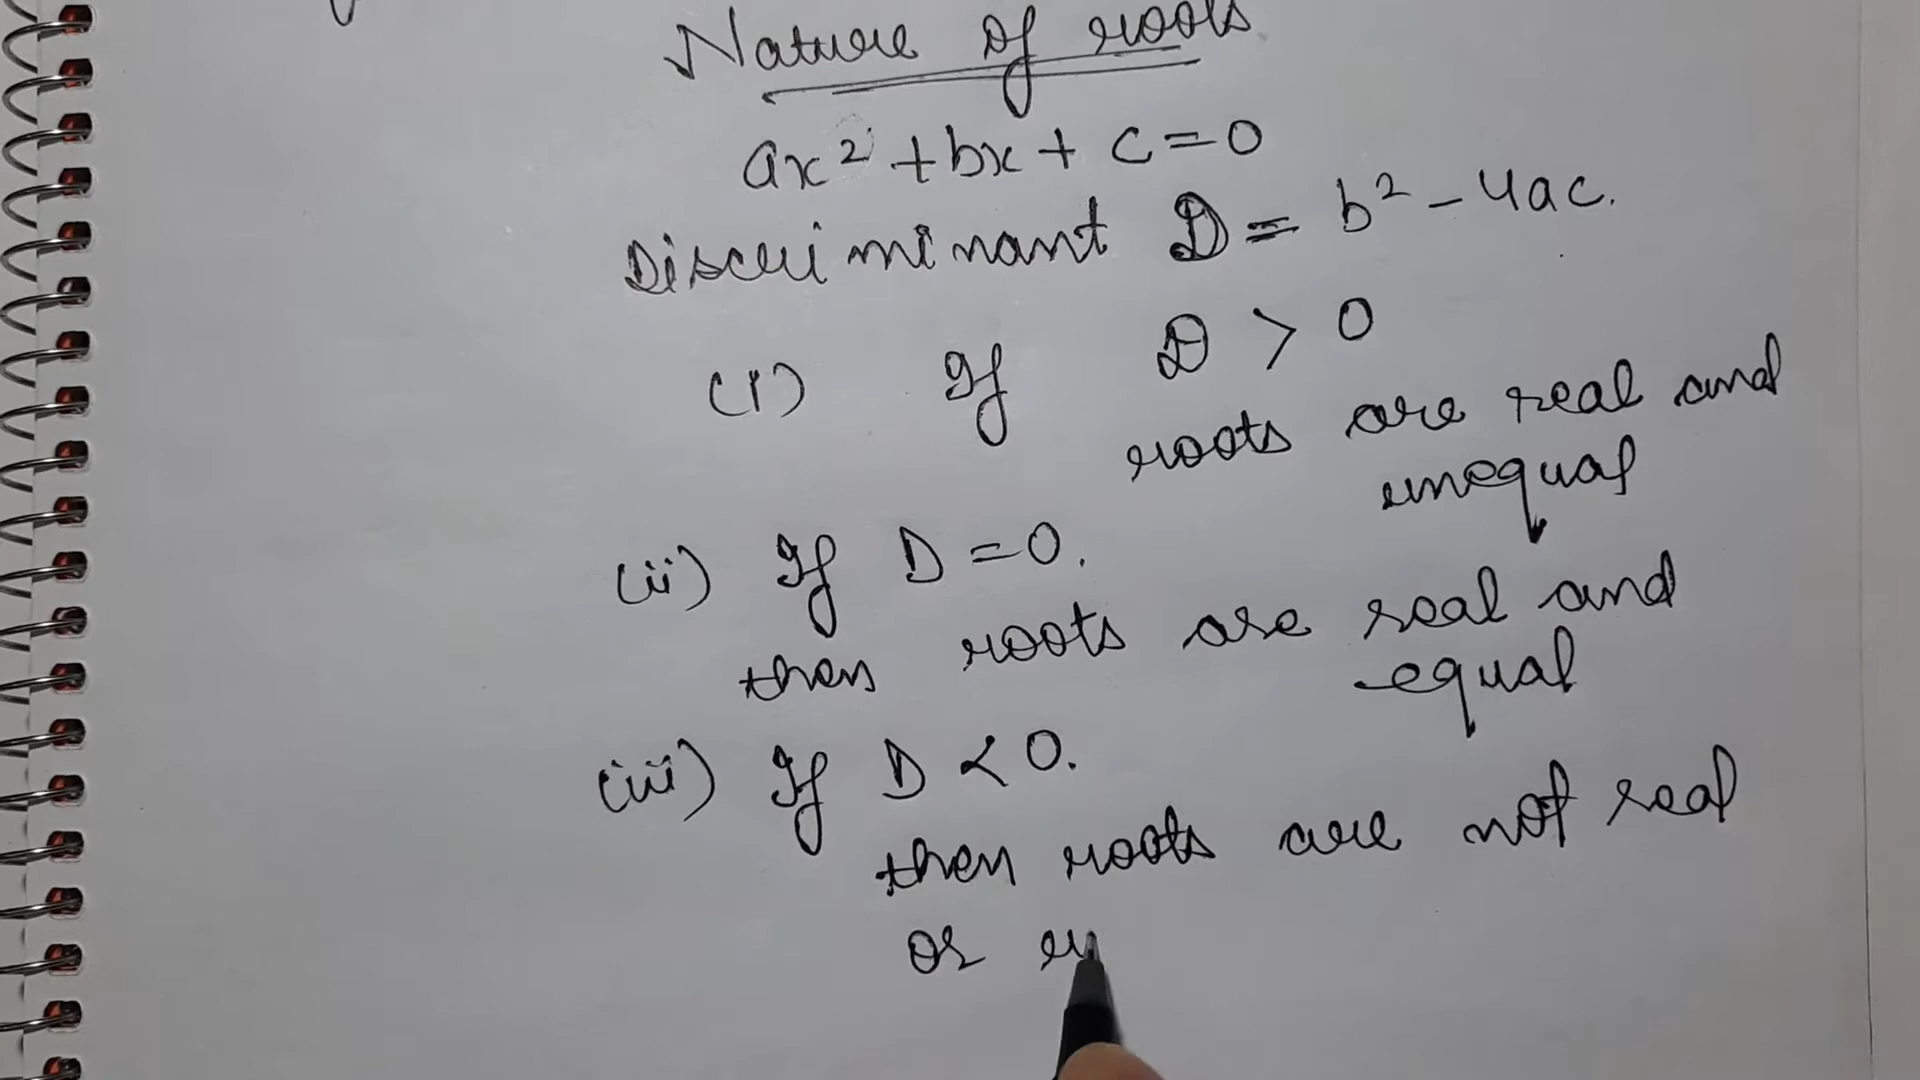 Nature of roots
ax² + bx + c = 0
Discriminant D = b² - 4ac.
(i) If D > 0
roots are real and
unequal
(ii) If D = 0.
then roots are real and
equal
(iii) If D < 0.
then roots are not real
or